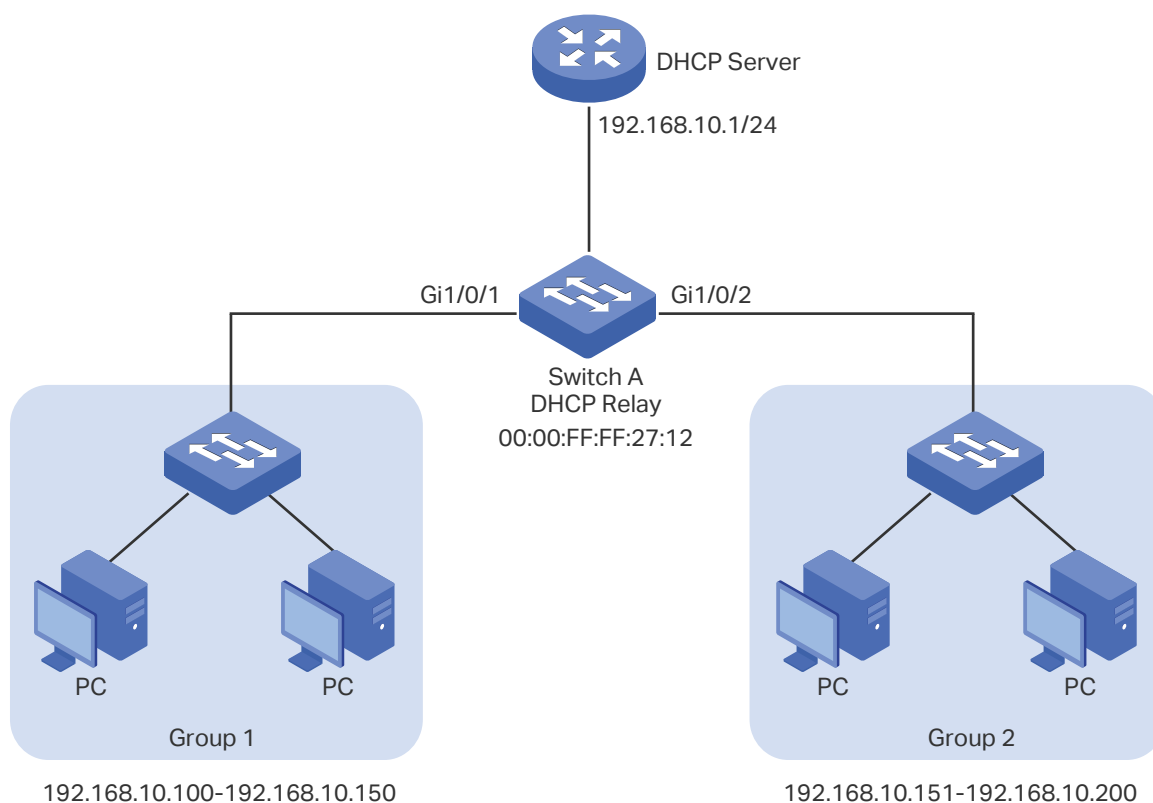 DHCP Server
192.168.10.1/24
Gi1/0/1
Gi1/0/2
Switch A
DHCP Relay
00:00:FF:FF:27:12
PC
PC
Group 1
192.168.10.100-192.168.10.150
PC
PC
Group 2
192.168.10.151-192.168.10.200